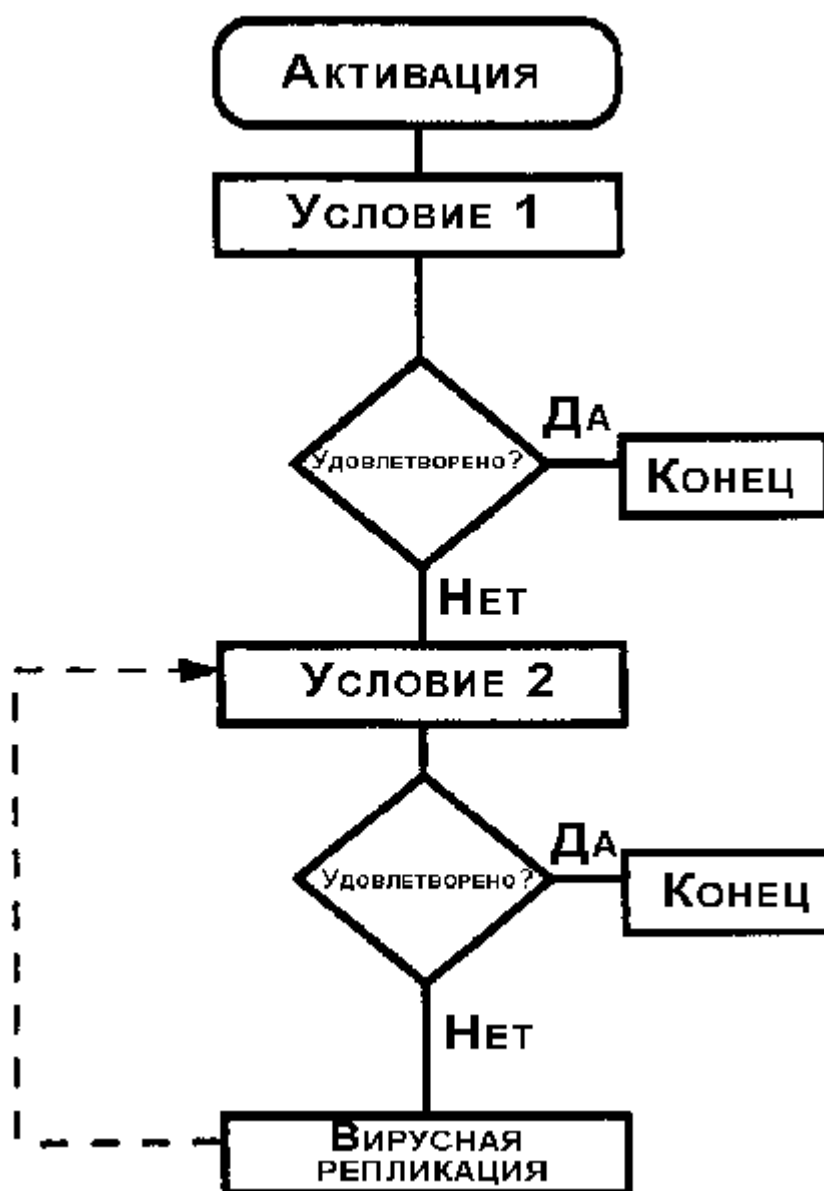 Активация
Условие 1
Удовлетворено?
Да
Конец
Нет
Условие 2
Удовлетворено?
Да
Конец
Нет
Вирусная
репликация